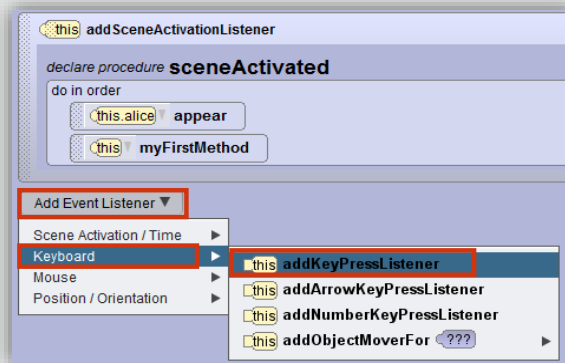 this addSceneActivationListener
declare procedure sceneActivated
do in order
this.alice appear
this myFirstMethod
Add Event Listener
Scene Activation / Time
Keyboard
Mouse
Position / Orientation
this addKeyPressListener
this addArrowKeyPressListener
this addNumberKeyPressListener
this addObjectMoverFor ???